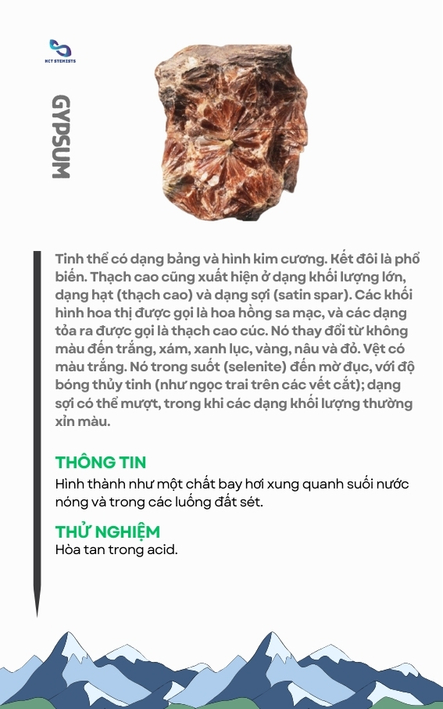 NCT STEMEETS
GYPSUM
Tinh thể có dạng bảng và hình kim cương. Kết đôi là phổ
biến. Thạch cao cũng xuất hiện ở dạng khối lượng lớn,
dạng hạt (thạch cao) và dạng sợi (satin spar). Các khối
hình hoa thị được gọi là hoa hồng sa mạc, và các dạng
tỏa ra được gọi là thạch cao cúc. Nó thay đổi từ không
màu đến trắng, xám, xanh lục, vàng, nâu và đỏ. Vệt có
màu trắng. Nó trong suốt (selenite) đến mờ đục, với độ
bóng thủy tinh (như ngọc trai trên các vết cắt); dạng
sợi có thể mượt, trong khi các dạng khối lượng thường
xỉn màu.
THÔNG TIN
Hình thành như một chất bay hơi xung quanh suối nước
nóng và trong các luống đất sét.
THỬ NGHIỆM
Hòa tan trong acid.